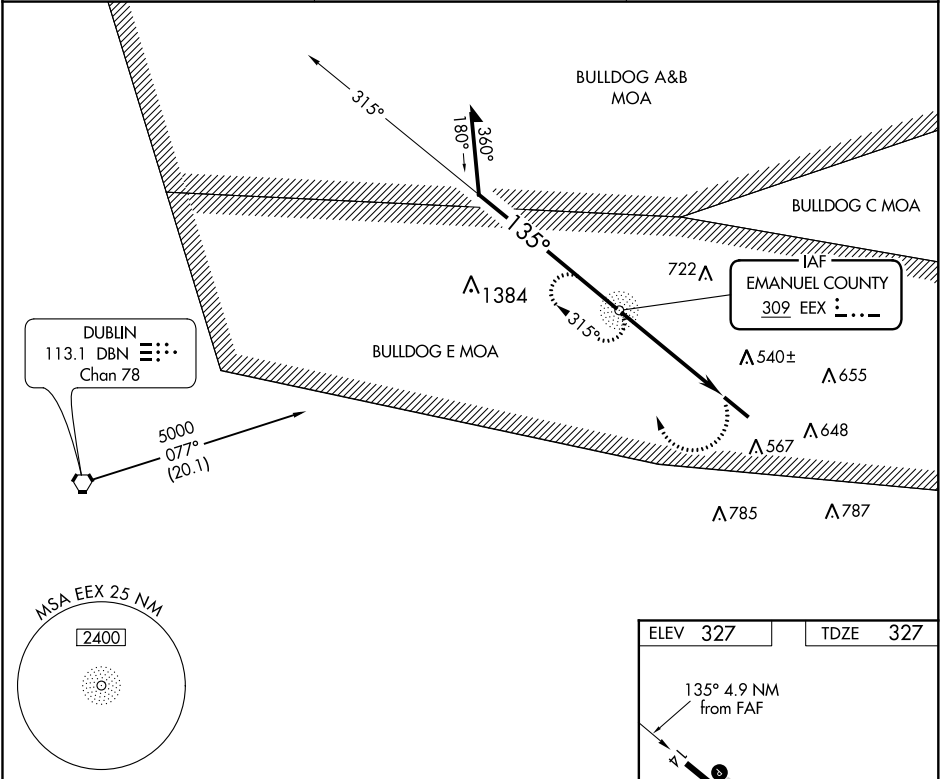 BULLDOG A&B
MOA
315°
360°
180°
BULLDOG C MOA
135°
IAF
EMANUEL COUNTY
309 EEX
722
1384
315°
DUBLIN
113.1 DBN
Chan 78
BULLDOG E MOA
540±
655
5000
077°
(20.1)
648
567
785
787
MSA EEX 25 NM
2400
ELEV 327
TDZE 327
135° 4.9 NM
from FAF
14
P